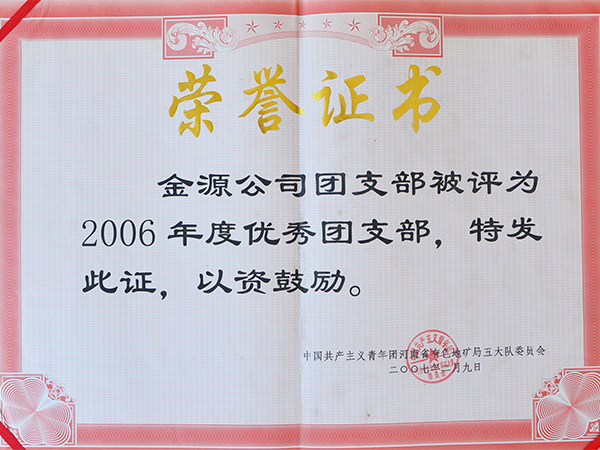 荣誉证书
金源公司团支部被评为
2006年度优秀团支部，特发
此证，以资鼓励。
中国共产主义青年团河南省有色地矿局五大队委员会
二〇〇七年一月九日